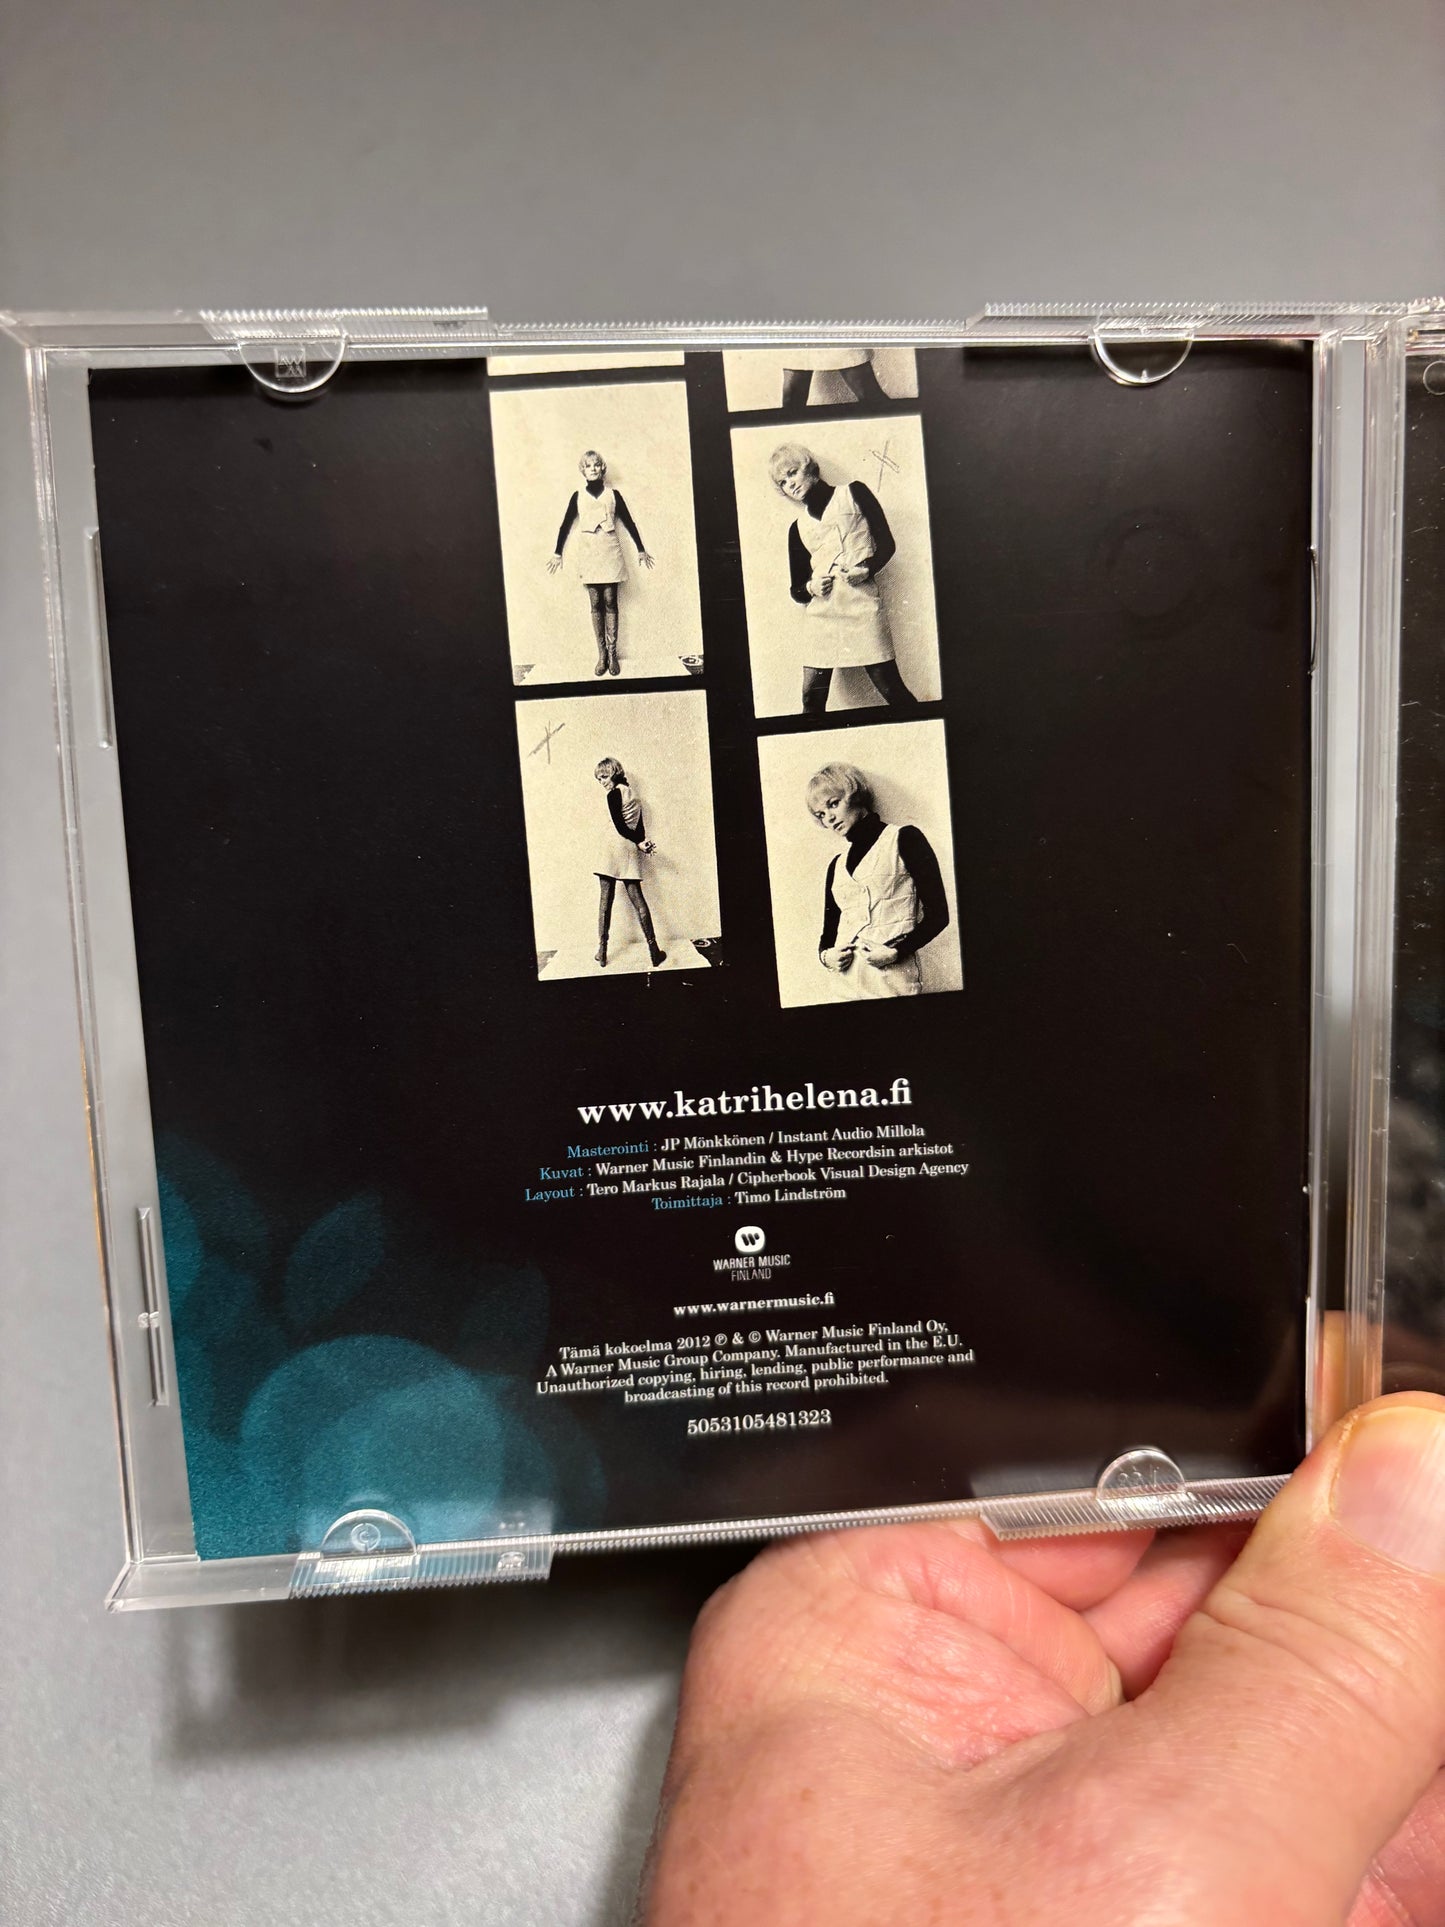 www.katrihelena.fi
Masterointi : JP Mönkkönen / Instant Audio Millola
Kuvat : Warner Music Finlandin & Hype Recordsin arkistot
Layout : Tero Markus Rajala / Cipherbook Visual Design Agency
Toimittaja : Timo Lindström
WARNER MUSIC
FINLAND
www.warnermusic.fi
Tämä kokoelma 2012 ℗ & © Warner Music Finland Oy,
A Warner Music Group Company. Manufactured in the E.U.
Unauthorized copying, hiring, lending, public performance and
broadcasting of this record prohibited.
5053105481323